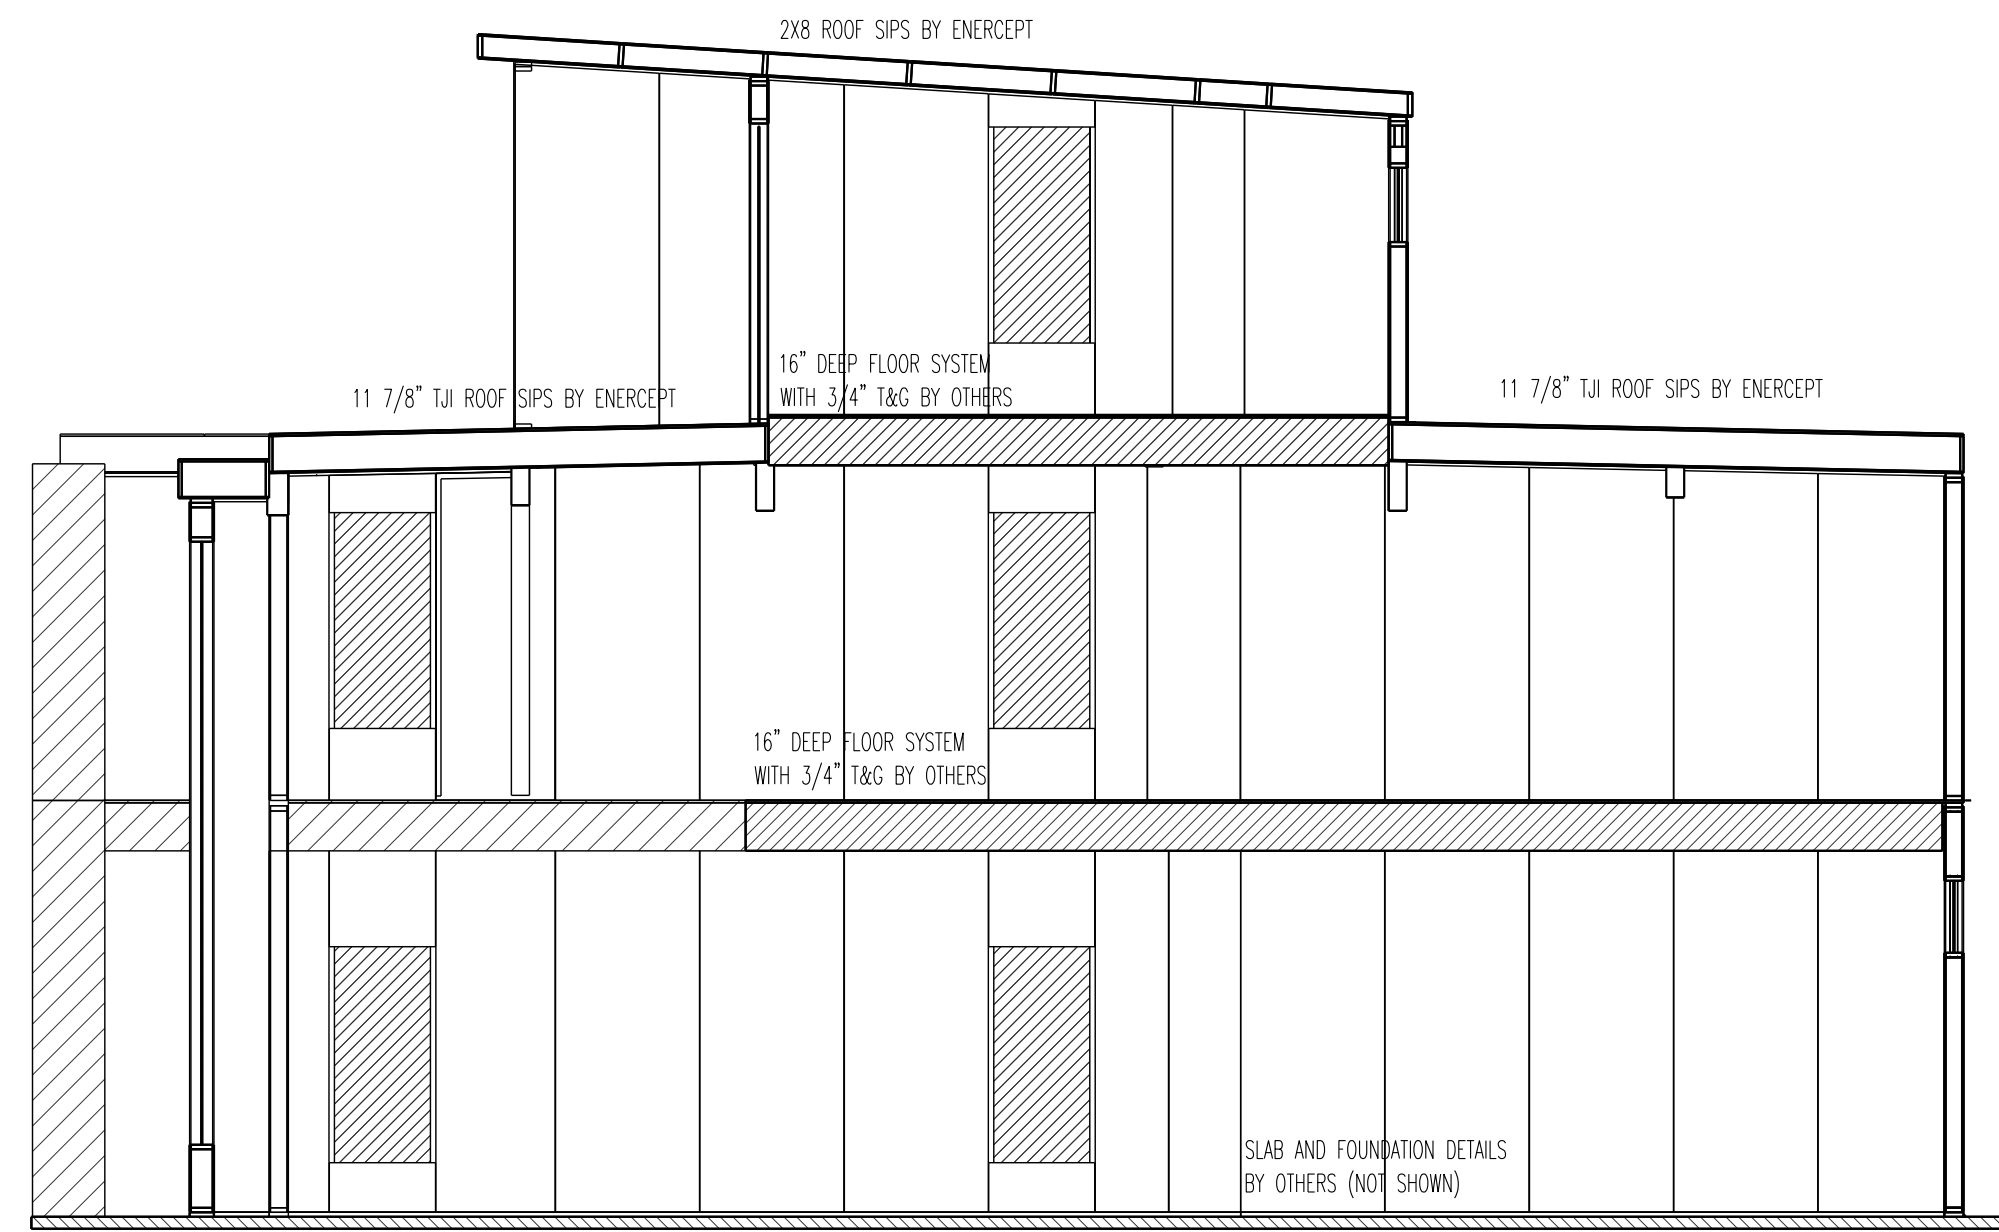 2X8 ROOF SIPS BY ENERCEPT
16" DEEP FLOOR SYSTEM
WITH 3/4" T&G BY OTHERS
11 7/8" TJI ROOF SIPS BY ENERCEPT
11 7/8" TJI ROOF SIPS BY ENERCEPT
16" DEEP FLOOR SYSTEM
WITH 3/4" T&G BY OTHERS
SLAB AND FOUNDATION DETAILS
BY OTHERS (NOT SHOWN)